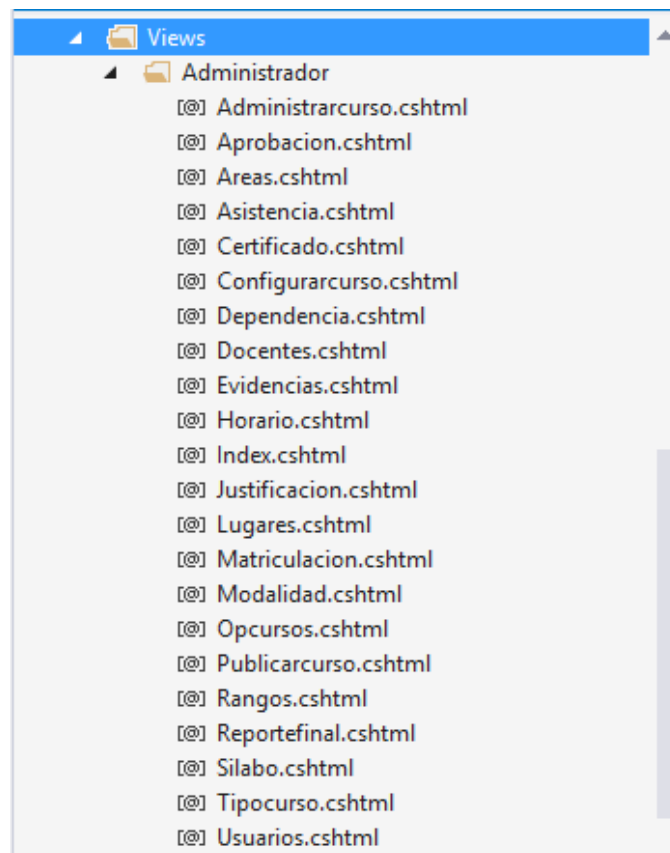 Views
Administrador
[@] Administrarcurso.cshtml
[@] Aprobacion.cshtml
[@] Areas.cshtml
[@] Asistencia.cshtml
[@] Certificado.cshtml
[@] Configurarcurso.cshtml
[@] Dependencia.cshtml
[@] Docentes.cshtml
[@] Evidencias.cshtml
[@] Horario.cshtml
[@] Index.cshtml
[@] Justificacion.cshtml
[@] Lugares.cshtml
[@] Matriculacion.cshtml
[@] Modalidad.cshtml
[@] Opcursos.cshtml
[@] Publicarcurso.cshtml
[@] Rangos.cshtml
[@] Reportefinal.cshtml
[@] Silabo.cshtml
[@] Tipocurso.cshtml
[@] Usuarios.cshtml